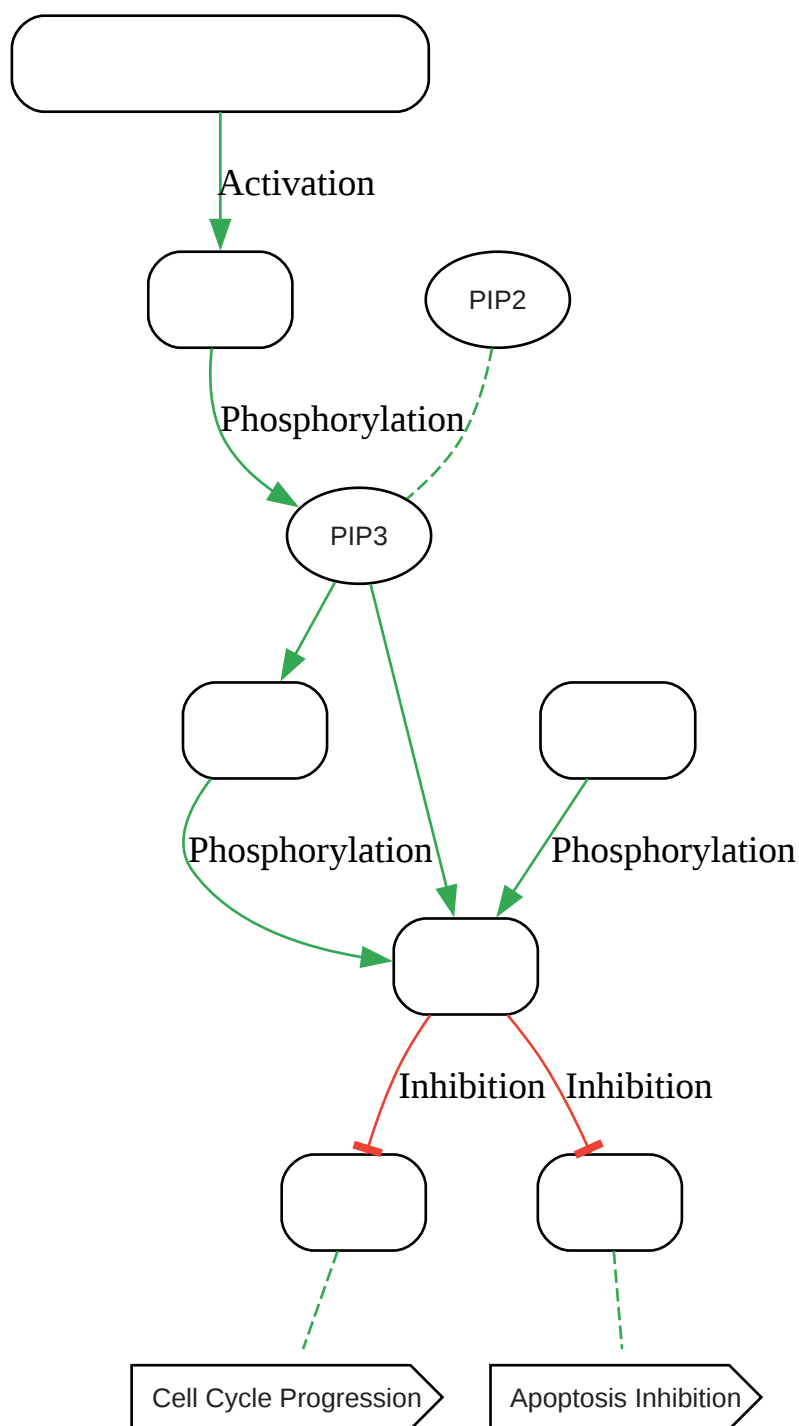 Activation
PIP2
Phosphorylation
PIP3
Phosphorylation
Phosphorylation
Inhibition
Inhibition
Cell Cycle Progression
Apoptosis Inhibition